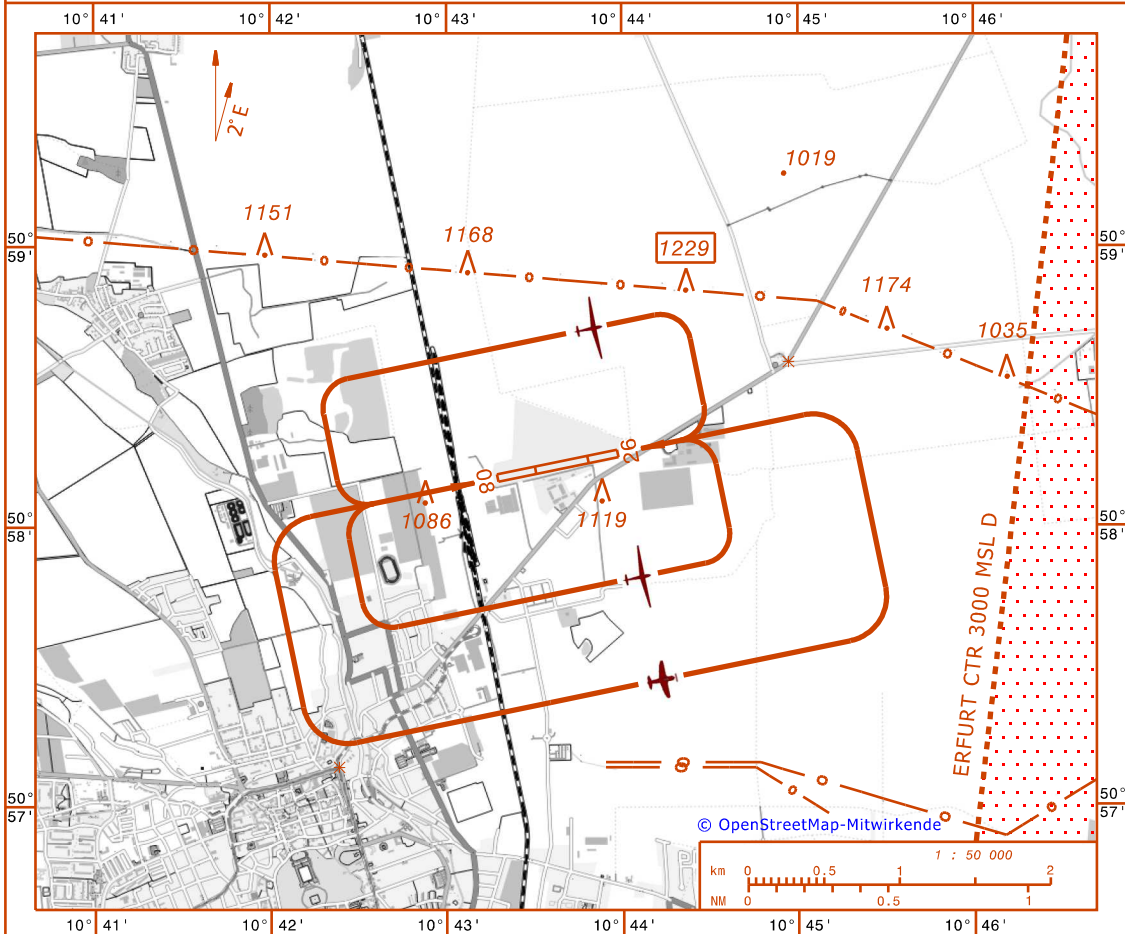 10° 41' 10° 42' 10° 43' 10° 44' 10° 45' 10° 46'
2° E
1019
1151
1168
1229
50°
59'
50°
59'
1174
1035
26
08
1086
1119
50°
58'
50°
58'
ERFURT CTR 3000 MSL D
50°
57'
50°
57'
© OpenStreetMap-Mitwirkende
1 : 50 000
km 0 0.5 1 2
NM 0 0.5 1
10° 41' 10° 42' 10° 43' 10° 44' 10° 45' 10° 46'